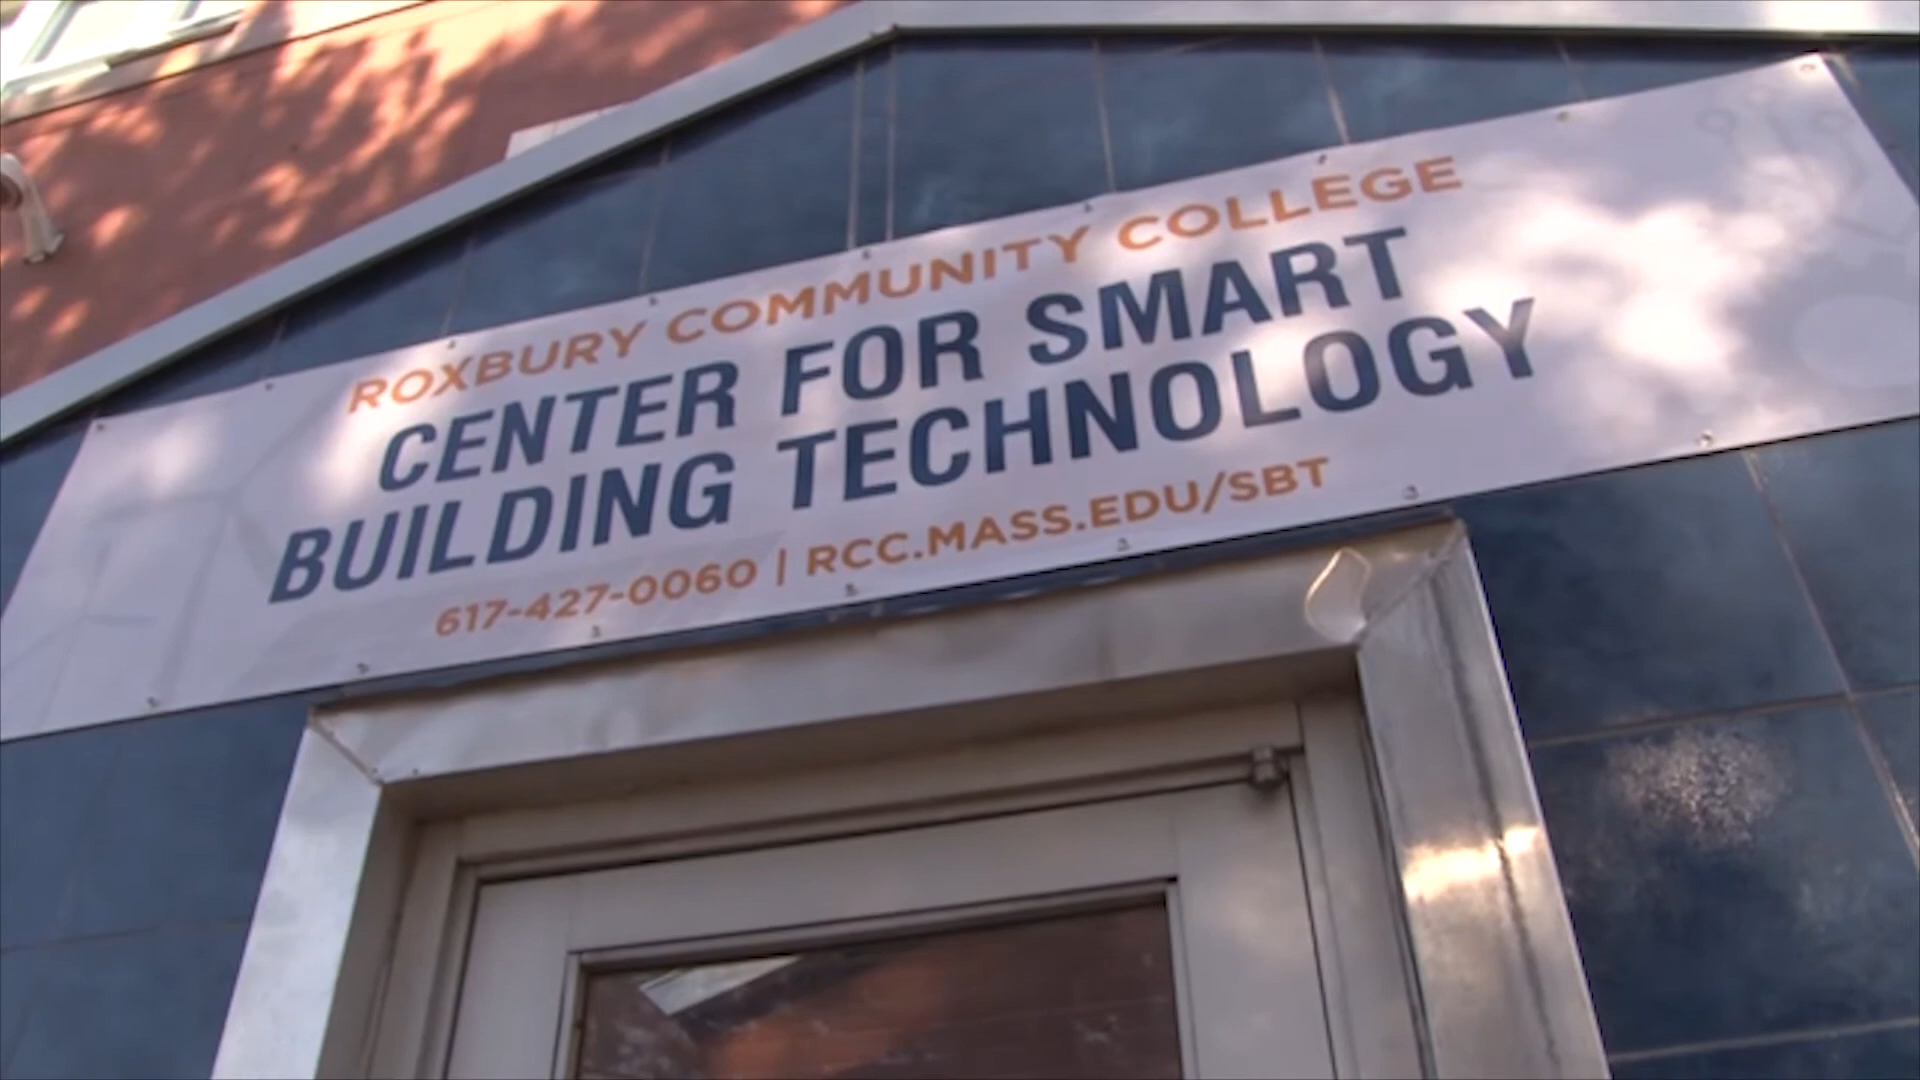 ROXBURY COMMUNITY COLLEGE
CENTER FOR SMART
BUILDING TECHNOLOGY
617-427-0060 | RCC.MASS.EDU/SBT